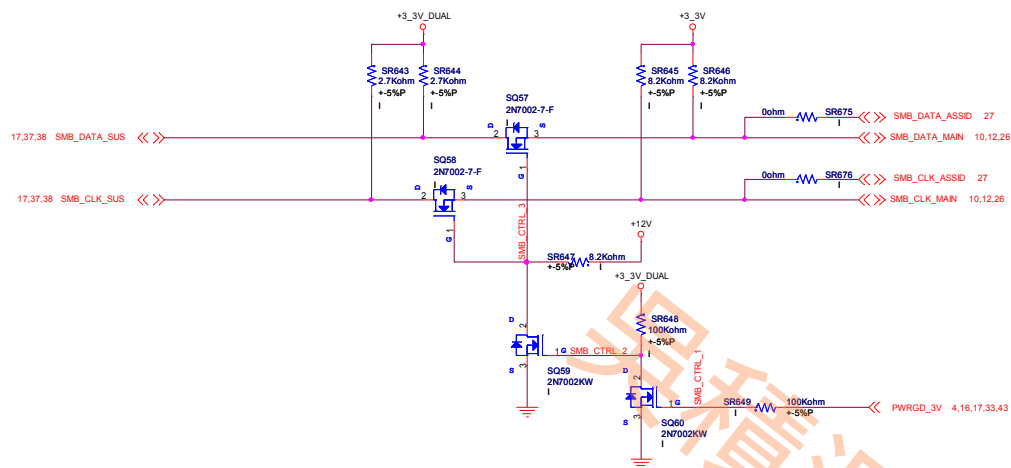 +3_3V_DUAL
+3_3V
SR643
2.7Kohm
+-5%P
I
SR644
2.7Kohm
+-5%P
I
SR645
8.2Kohm
+-5%P
I
SR646
8.2Kohm
+-5%P
I
SQ57
2N7002-7-F
I
D
S
2
3
G
1
0ohm
SR675
I
SMB_DATA_ASSID 27
17,37,38 SMB_DATA_SUS
SMB_DATA_MAIN 10,12,26
SQ58
2N7002-7-F
I
D
S
2
3
G
1
0ohm
SR676
I
SMB_CLK_ASSID 27
17,37,38 SMB_CLK_SUS
SMB_CLK_MAIN 10,12,26
SMB_CTRL_3
+12V
SR647
8.2Kohm
+-5%P
I
+3_3V_DUAL
SR648
100Kohm
+-5%P
I
D
2
1
G
SMB_CTRL_2
S
3
SQ59
2N7002KW
I
SMB_CTRL_1
D
2
1
G
S
3
SQ60
2N7002KW
I
SR649
100Kohm
I
+-5%P
PWRGD_3V 4,16,17,33,43